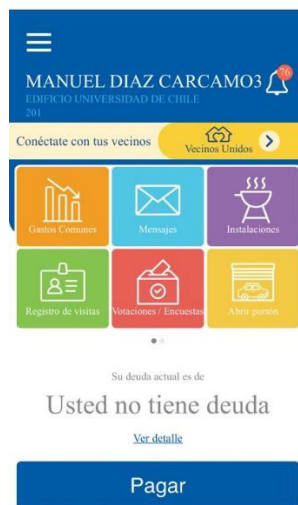 76
MANUEL DIAZ CARCAMO3
EDIFICIO UNIVERSIDAD DE CHILE
201
Conéctate con tus vecinos
Vecinos Unidos
Gastos Comunes
Mensajes
Instalaciones
Registro de visitas
Votaciones / Encuestas
Abrir portón
Su deuda actual es de
Usted no tiene deuda
Ver detalle
Pagar